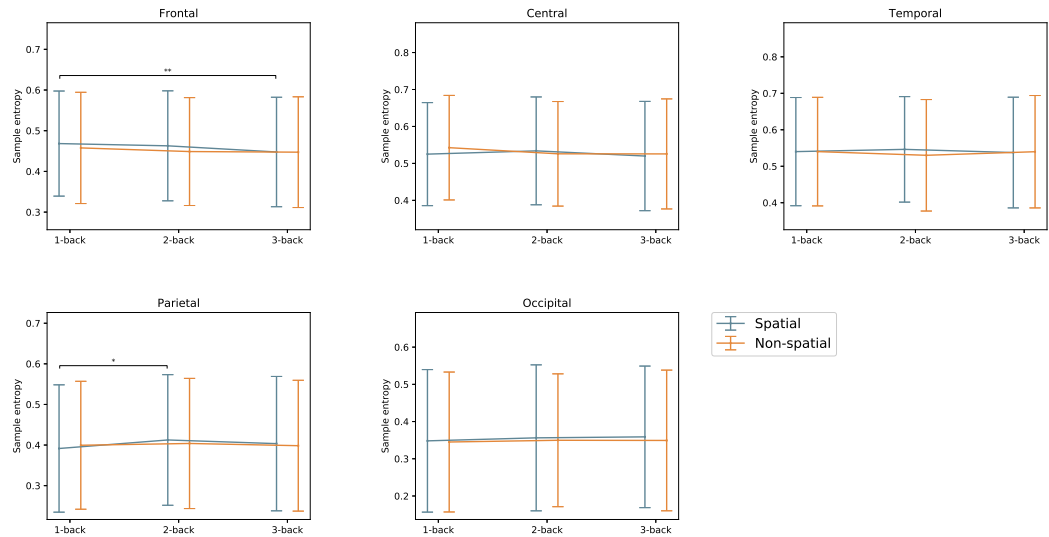 Frontal
Sample entropy
0.7
0.6
0.5
0.4
0.3
**
1-back 2-back 3-back
Central
Sample entropy
0.8
0.7
0.6
0.5
0.4
1-back 2-back 3-back
Temporal
Sample entropy
0.8
0.7
0.6
0.5
0.4
1-back 2-back 3-back
Parietal
Sample entropy
0.7
0.6
0.5
0.4
0.3
*
1-back 2-back 3-back
Occipital
Sample entropy
0.6
0.5
0.4
0.3
0.2
1-back 2-back 3-back
Spatial
Non-spatial